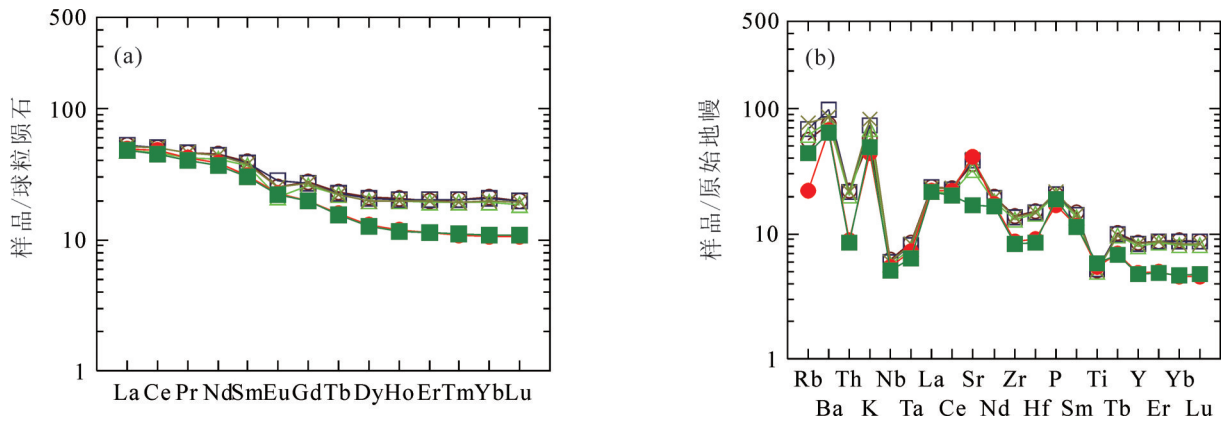 500
100
10
1
样品/球粒陨石
(a)
La Ce Pr Nd Sm Eu Gd Tb Dy Ho Er Tm Yb Lu
500
100
10
1
样品/原始地幔
(b)
Rb Th Nb La Sr Zr P Ti Y Yb
Ba K Ta Ce Nd Hf Sm Tb Er Lu